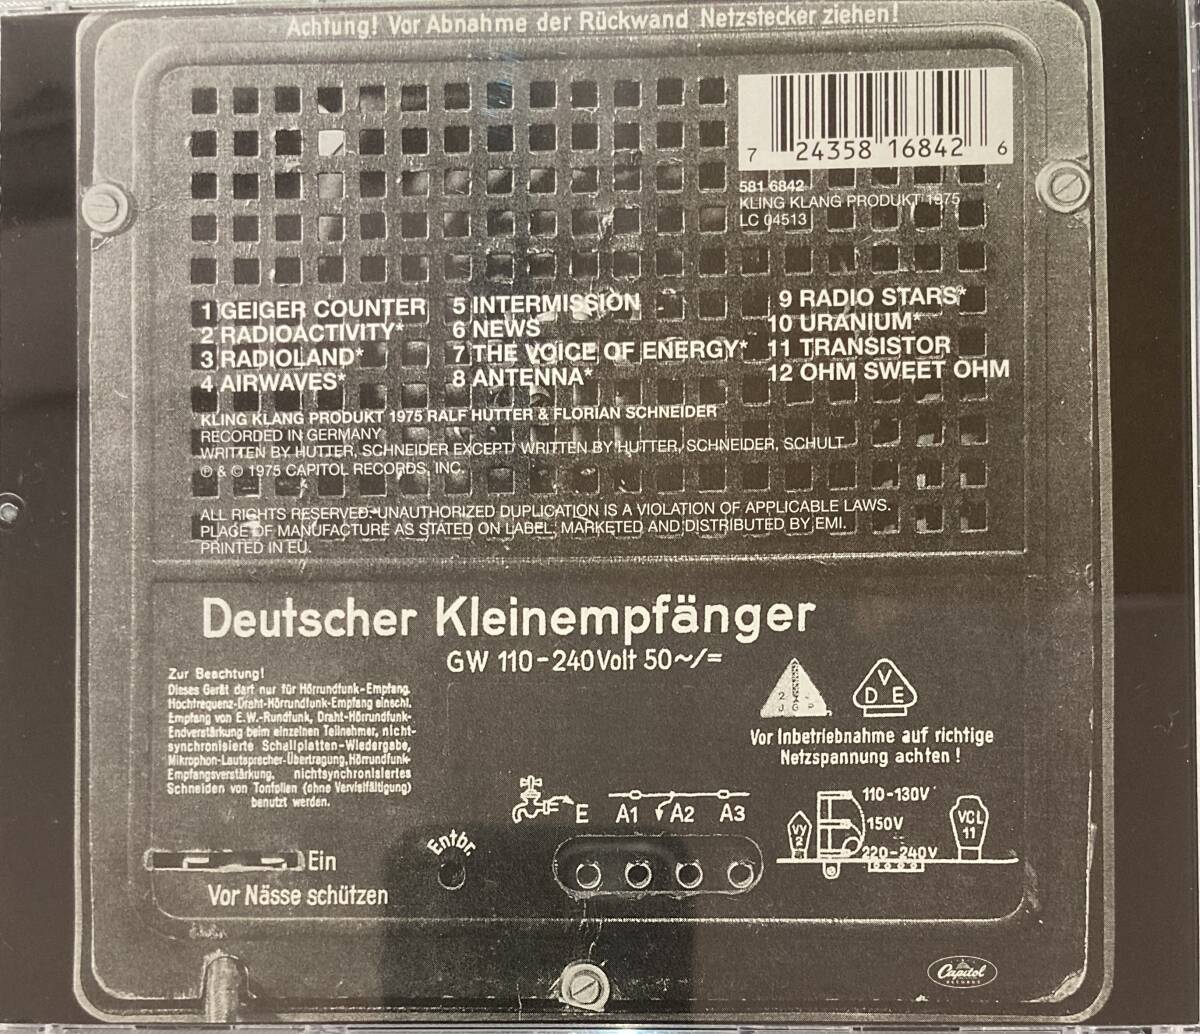 Achtung! Vor Abnahme der Rückwand Netzstecker ziehen!
7 24358 16842 6
581 6842
KLING KLANG PRODUKT 1975
LC 04513
1 GEIGER COUNTER
2 RADIOACTIVITY*
3 RADIOLAND*
4 AIRWAVES*
5 INTERMISSION
6 NEWS
7 THE VOICE OF ENERGY*
8 ANTENNA*
9 RADIO STARS*
10 URANIUM*
11 TRANSISTOR
12 OHM SWEET OHM
KLING KLANG PRODUKT 1975 RALF HUTTER & FLORIAN SCHNEIDER
RECORDED IN GERMANY
WRITTEN BY HUTTER, SCHNEIDER EXCEPT* WRITTEN BY HUTTER, SCHNEIDER, SCHULT
℗ & © 1975 CAPITOL RECORDS, INC.
ALL RIGHTS RESERVED. UNAUTHORIZED DUPLICATION IS A VIOLATION OF APPLICABLE LAWS.
PLACE OF MANUFACTURE AS STATED ON LABEL, MARKETED AND DISTRIBUTED BY EMI.
PRINTED IN EU.
Deutscher Kleinempfänger
GW 110-240Volt 50~/=
Zur Beachtung!
Dieses Gerät darf nur für Hörrundfunk-Empfang,
Hochfrequenz-Draht-Hörrundfunk-Empfang einschl.
Empfang von E.W.-Rundfunk, Draht-Hörrundfunk-
Endverstärkung beim einzelnen Teilnehmer, nicht-
synchronisierte Schallplatten-Wiedergabe,
Mikrophon-Lautsprecher-Übertragung, Hörrundfunk-
Empfangsverstärkung, nichtsynchronisiertes
Schneiden von Tonfolien (ohne Vervielfältigung)
benutzt werden.
V
D E
Vor Inbetriebnahme auf richtige
Netzspannung achten!
E A1 A2 A3
110-130V
150V
220-240V
VY
2
VCL
11
Ein
Entbr.
Vor Nässe schützen
Capitol
RECORDS